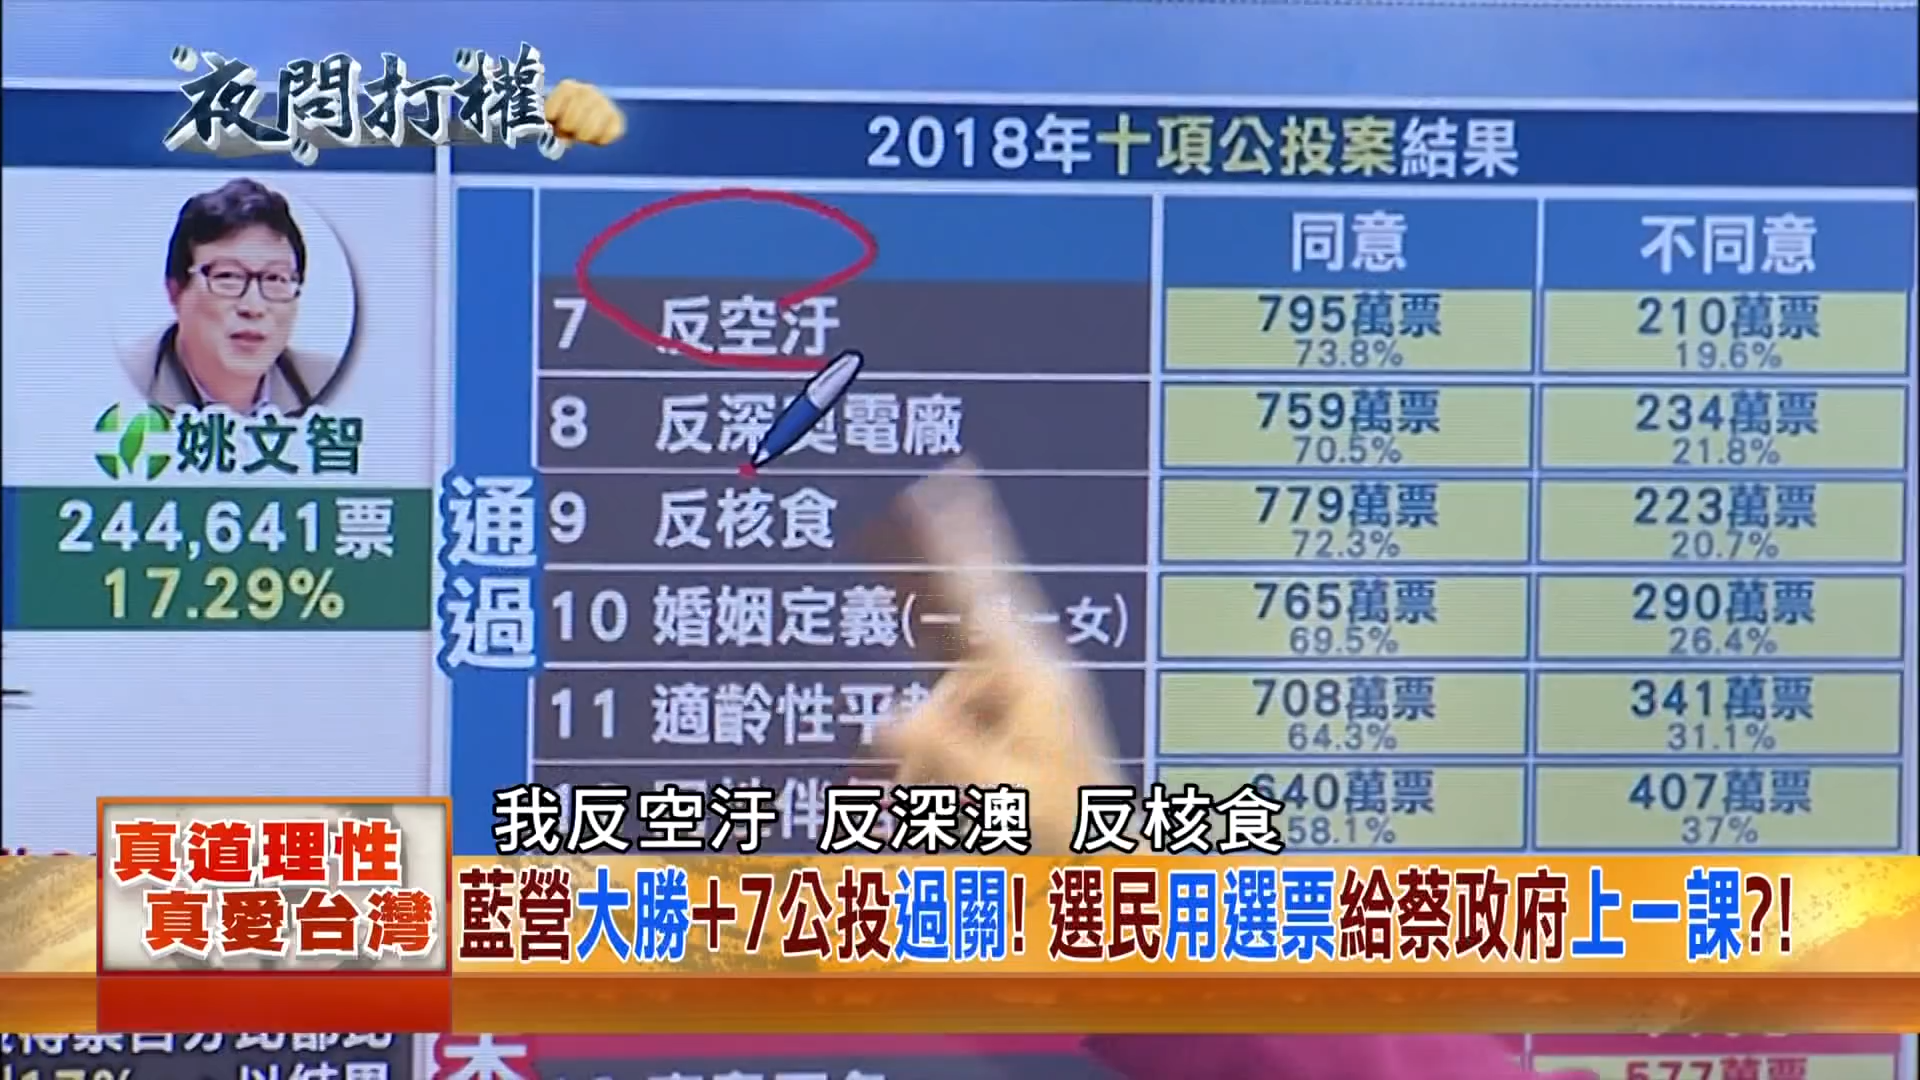 "夜"問打"權"
2018年十項公投案結果
同意
不同意
7 反空汙
795萬票
73.8%
210萬票
19.6%
8 反深澳電廠
759萬票
70.5%
234萬票
21.8%
9 反核食
779萬票
72.3%
223萬票
20.7%
10 婚姻定義(一 一女)
765萬票
69.5%
290萬票
26.4%
11 適齡性平
708萬票
64.3%
341萬票
31.1%
640萬票
58.1%
407萬票
37%
通過
姚文智
244,641票
17.29%
我反空汙 反深澳 反核食
真道理性
真愛台灣
藍營大勝+7公投過關!選民用選票給蔡政府上一課?!
577萬票